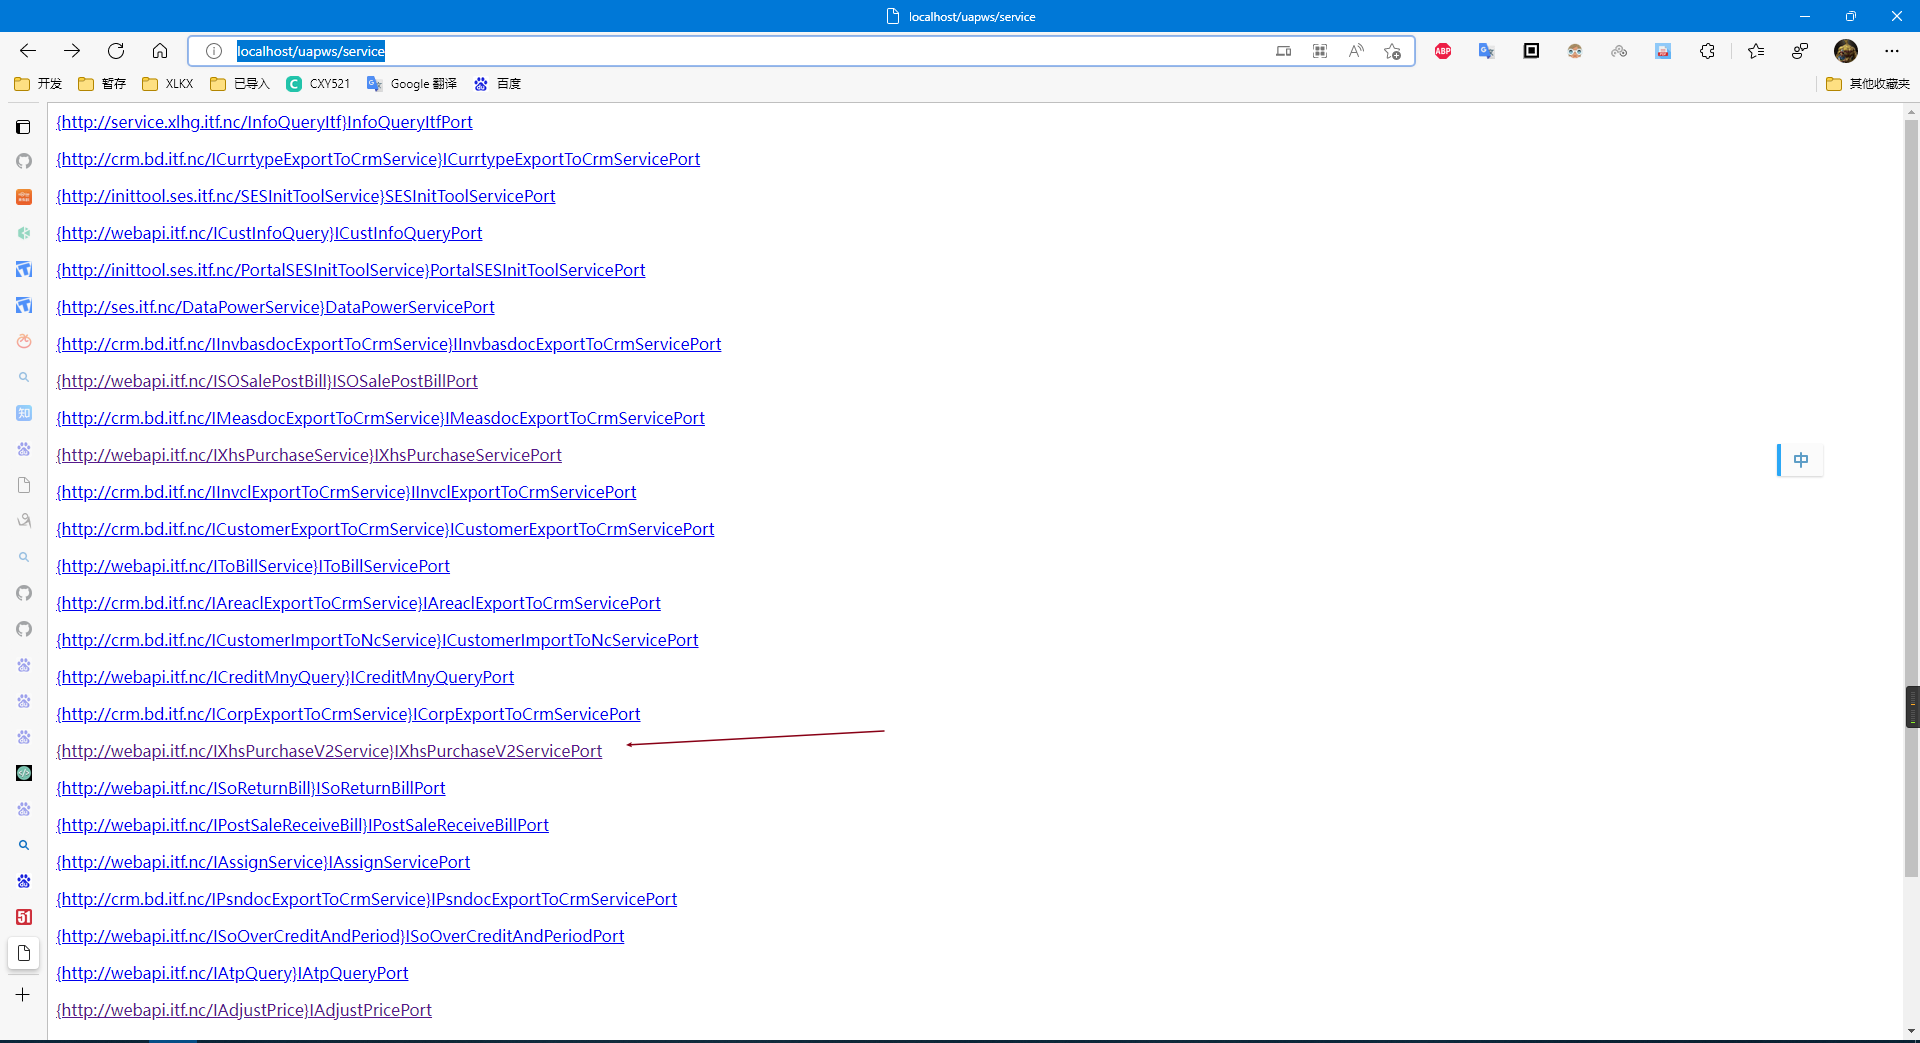 localhost/uapws/service
localhost/uapws/service
ABP
开发
暂存
XLKX
已导入
C CXY521
Google 翻译
百度
其他收藏夹
{http://service.xlhg.itf.nc/InfoQueryItf}InfoQueryItfPort
{http://crm.bd.itf.nc/ICurrtypeExportToCrmService}ICurrtypeExportToCrmServicePort
{http://inittool.ses.itf.nc/SESInitToolService}SESInitToolServicePort
{http://webapi.itf.nc/ICustInfoQuery}ICustInfoQueryPort
{http://inittool.ses.itf.nc/PortalSESInitToolService}PortalSESInitToolServicePort
{http://ses.itf.nc/DataPowerService}DataPowerServicePort
{http://crm.bd.itf.nc/IInvbasdocExportToCrmService}IInvbasdocExportToCrmServicePort
{http://webapi.itf.nc/ISOSalePostBill}ISOSalePostBillPort
{http://crm.bd.itf.nc/IMeasdocExportToCrmService}IMeasdocExportToCrmServicePort
{http://webapi.itf.nc/IXhsPurchaseService}IXhsPurchaseServicePort
{http://crm.bd.itf.nc/IInvclExportToCrmService}IInvclExportToCrmServicePort
{http://crm.bd.itf.nc/ICustomerExportToCrmService}ICustomerExportToCrmServicePort
{http://webapi.itf.nc/IToBillService}IToBillServicePort
{http://crm.bd.itf.nc/IAreaclExportToCrmService}IAreaclExportToCrmServicePort
{http://crm.bd.itf.nc/ICustomerImportToNcService}ICustomerImportToNcServicePort
{http://webapi.itf.nc/ICreditMnyQuery}ICreditMnyQueryPort
{http://crm.bd.itf.nc/ICorpExportToCrmService}ICorpExportToCrmServicePort
{http://webapi.itf.nc/IXhsPurchaseV2Service}IXhsPurchaseV2ServicePort
{http://webapi.itf.nc/ISoReturnBill}ISoReturnBillPort
{http://webapi.itf.nc/IPostSaleReceiveBill}IPostSaleReceiveBillPort
{http://webapi.itf.nc/IAssignService}IAssignServicePort
{http://crm.bd.itf.nc/IPsndocExportToCrmService}IPsndocExportToCrmServicePort
{http://webapi.itf.nc/ISoOverCreditAndPeriod}ISoOverCreditAndPeriodPort
{http://webapi.itf.nc/IAtpQuery}IAtpQueryPort
{http://webapi.itf.nc/IAdjustPrice}IAdjustPricePort
中
知
51